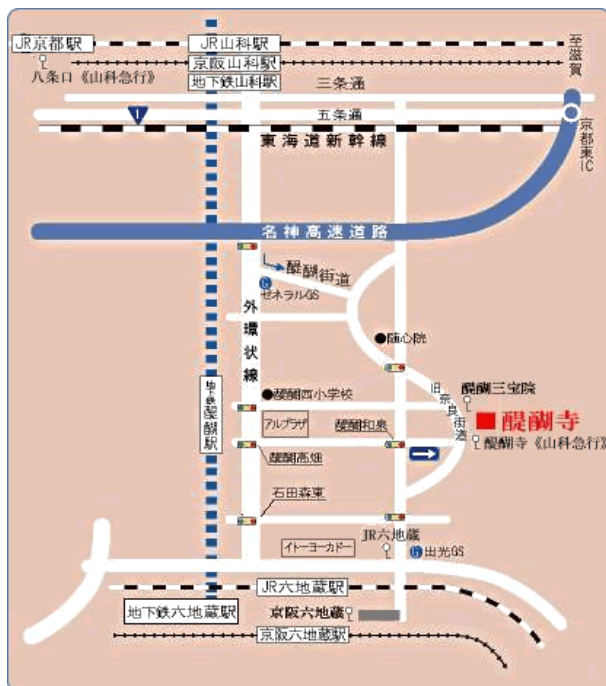 JR京都駅
JR山科駅
至滋賀
京阪山科駅
八条口《山科急行》
地下鉄山科駅
三条通
1
五条通
京都東IC
東海道新幹線
名神高速道路
醍醐街道
G
ゼネラルGS
外環状線
随心院
地下鉄醍醐駅
醍醐西小学校
旧奈良街道
醍醐三宝院
アルプラザ
醍醐和泉
醍醐寺
醍醐寺《山科急行》
醍醐高畑
石田森東
JR六地蔵
イトーヨーカドー
G
出光GS
JR六地蔵駅
地下鉄六地蔵駅
京阪六地蔵
京阪六地蔵駅